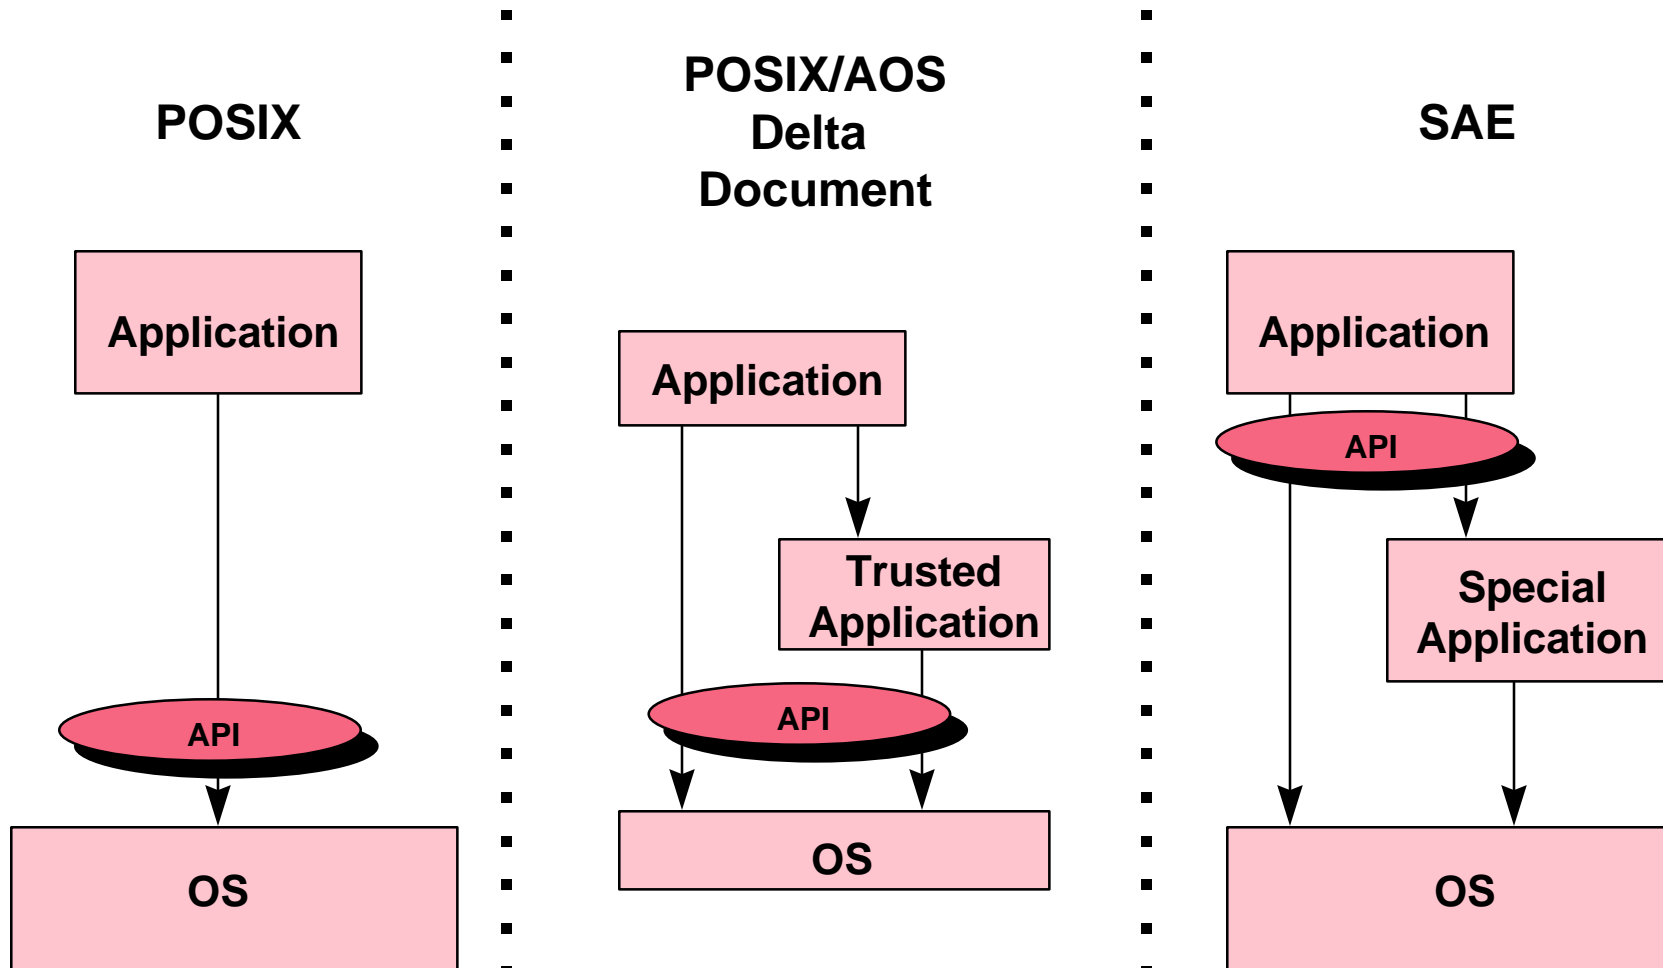 POSIX
Application
API
OS
POSIX/AOS
Delta
Document
Application
Trusted
Application
API
OS
SAE
Application
API
Special
Application
OS